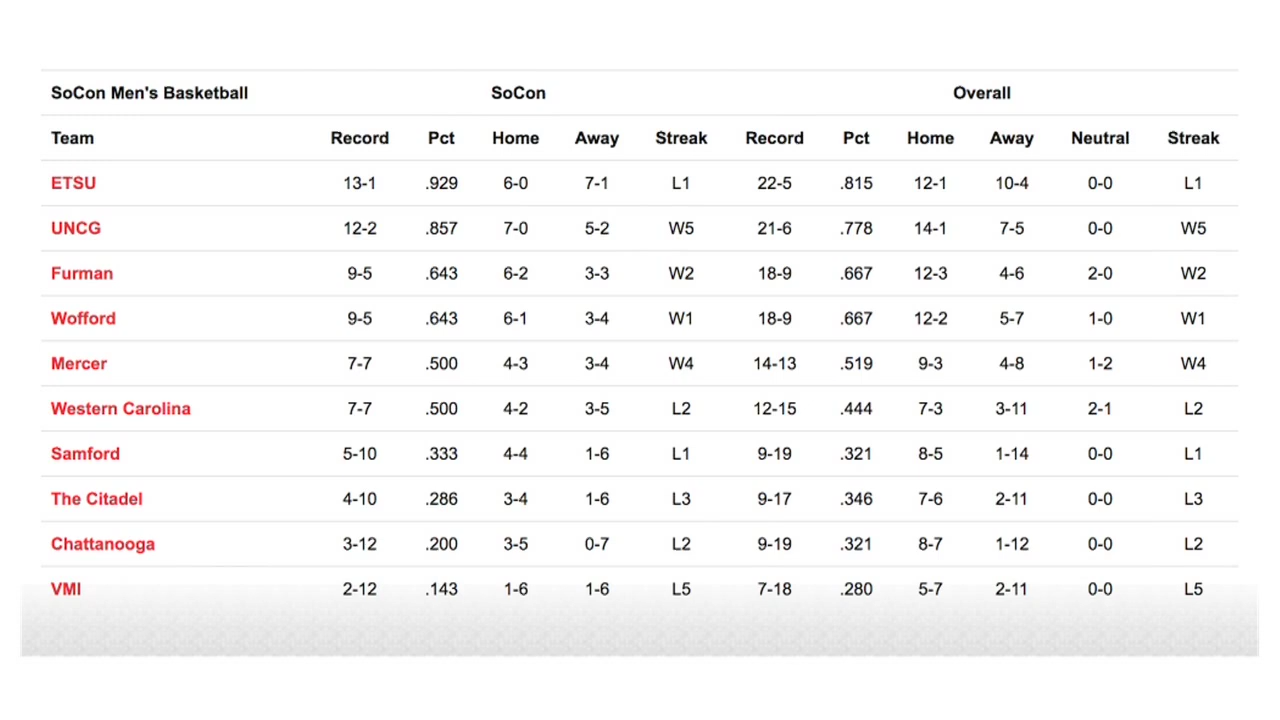 SoCon Men's Basketball SoCon Overall
Team Record Pct Home Away Streak Record Pct Home Away Neutral Streak
ETSU 13-1 .929 6-0 7-1 L1 22-5 .815 12-1 10-4 0-0 L1
UNCG 12-2 .857 7-0 5-2 W5 21-6 .778 14-1 7-5 0-0 W5
Furman 9-5 .643 6-2 3-3 W2 18-9 .667 12-3 4-6 2-0 W2
Wofford 9-5 .643 6-1 3-4 W1 18-9 .667 12-2 5-7 1-0 W1
Mercer 7-7 .500 4-3 3-4 W4 14-13 .519 9-3 4-8 1-2 W4
Western Carolina 7-7 .500 4-2 3-5 L2 12-15 .444 7-3 3-11 2-1 L2
Samford 5-10 .333 4-4 1-6 L1 9-19 .321 8-5 1-14 0-0 L1
The Citadel 4-10 .286 3-4 1-6 L3 9-17 .346 7-6 2-11 0-0 L3
Chattanooga 3-12 .200 3-5 0-7 L2 9-19 .321 8-7 1-12 0-0 L2
VMI 2-12 .143 1-6 1-6 L5 7-18 .280 5-7 2-11 0-0 L5